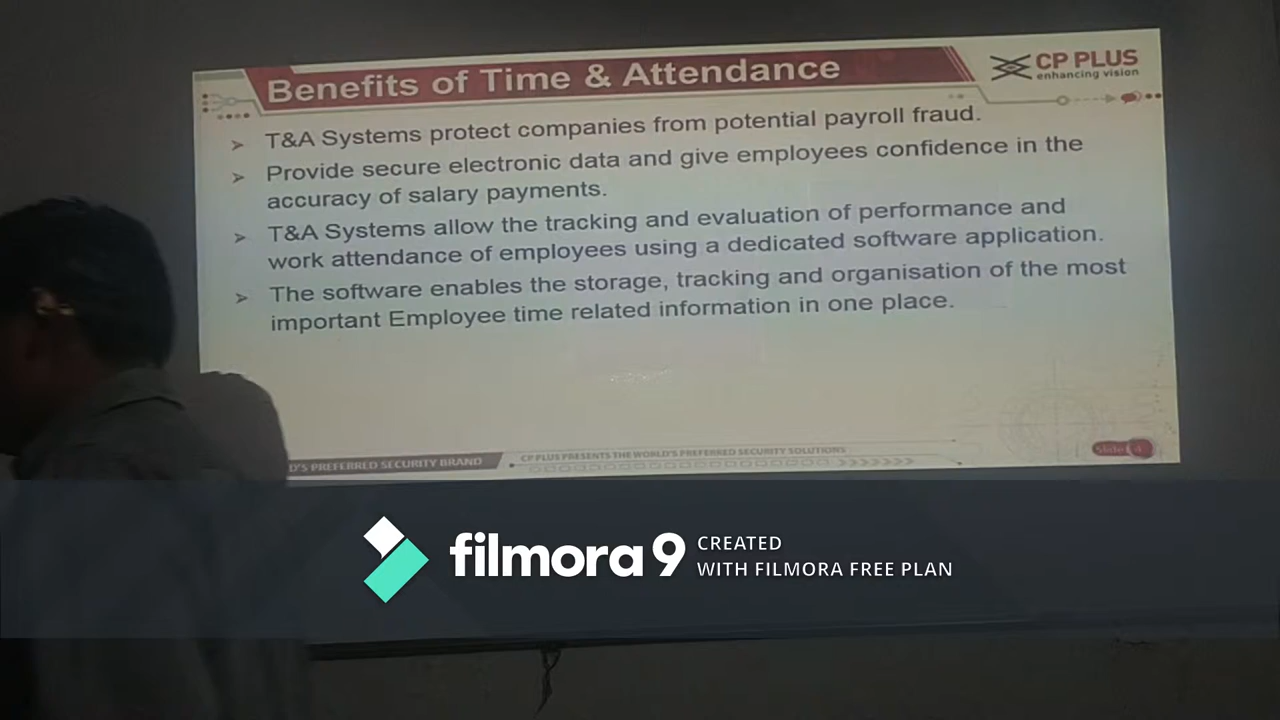 Benefits of Time & Attendance
CP PLUS
enhancing vision
➢ T&A Systems protect companies from potential payroll fraud.
➢ Provide secure electronic data and give employees confidence in the
accuracy of salary payments.
➢ T&A Systems allow the tracking and evaluation of performance and
work attendance of employees using a dedicated software application.
➢ The software enables the storage, tracking and organisation of the most
important Employee time related information in one place.
D'S PREFERRED SECURITY BRAND
CP PLUS PRESENTS THE WORLD'S PREFERRED SECURITY SOLUTIONS
Slide
filmora 9
CREATED
WITH FILMORA FREE PLAN